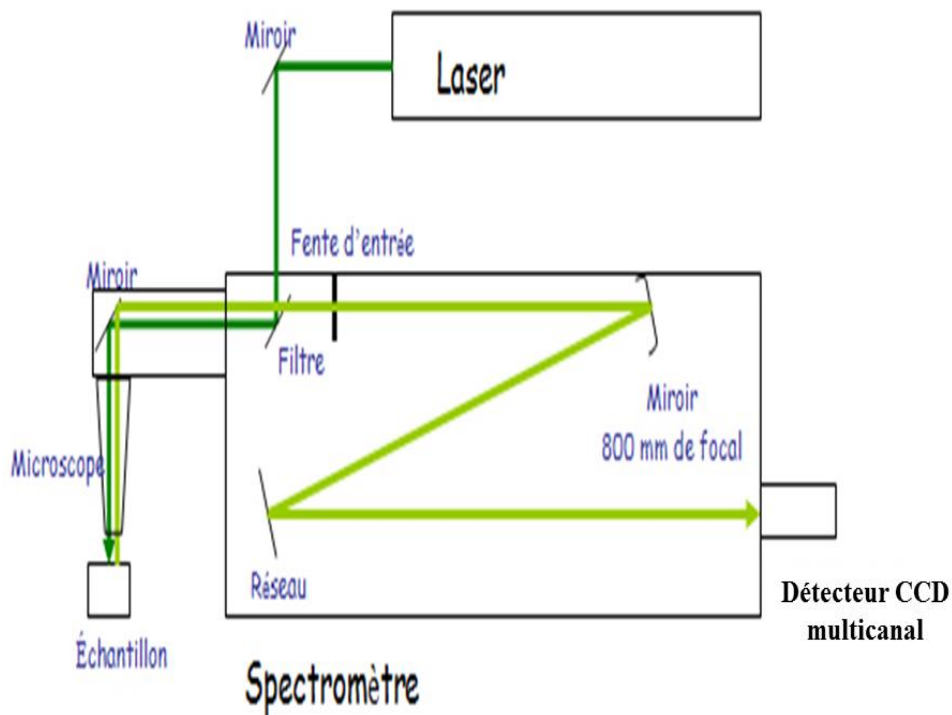 Miroir
Laser
Fente d'entrée
Miroir
Filtre
Miroir
800 mm de focal
Microscope
Réseau
Détecteur CCD
multicanal
Échantillon
Spectromètre